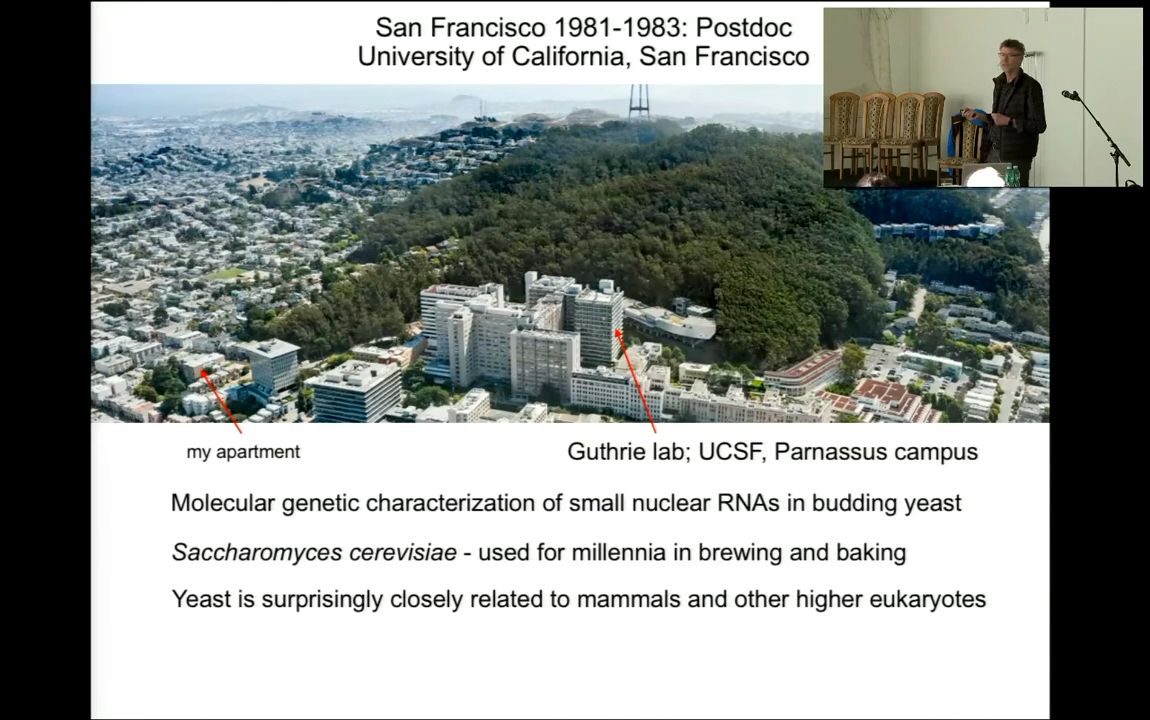 San Francisco 1981-1983: Postdoc
University of California, San Francisco
my apartment
Guthrie lab; UCSF, Parnassus campus
Molecular genetic characterization of small nuclear RNAs in budding yeast
Saccharomyces cerevisiae - used for millennia in brewing and baking
Yeast is surprisingly closely related to mammals and other higher eukaryotes